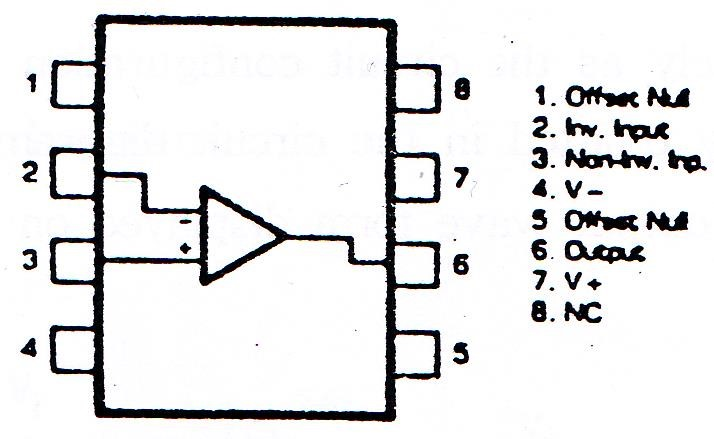 1
2
3
4
8
7
6
5
-
+
1. Offset Null
2. Inv. Input
3. Non-Inv. Inp.
4. V-
5 Offset Null
6. Output
7. V+
8. NC